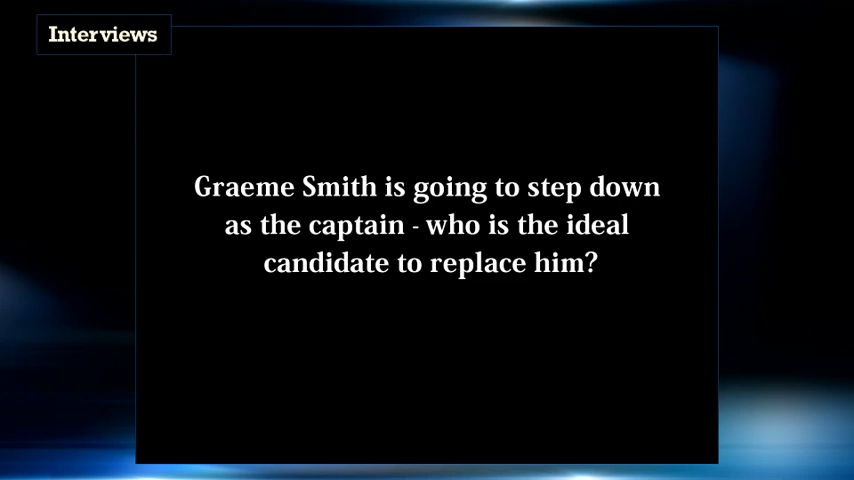 Interviews
Graeme Smith is going to step down
as the captain - who is the ideal
candidate to replace him?